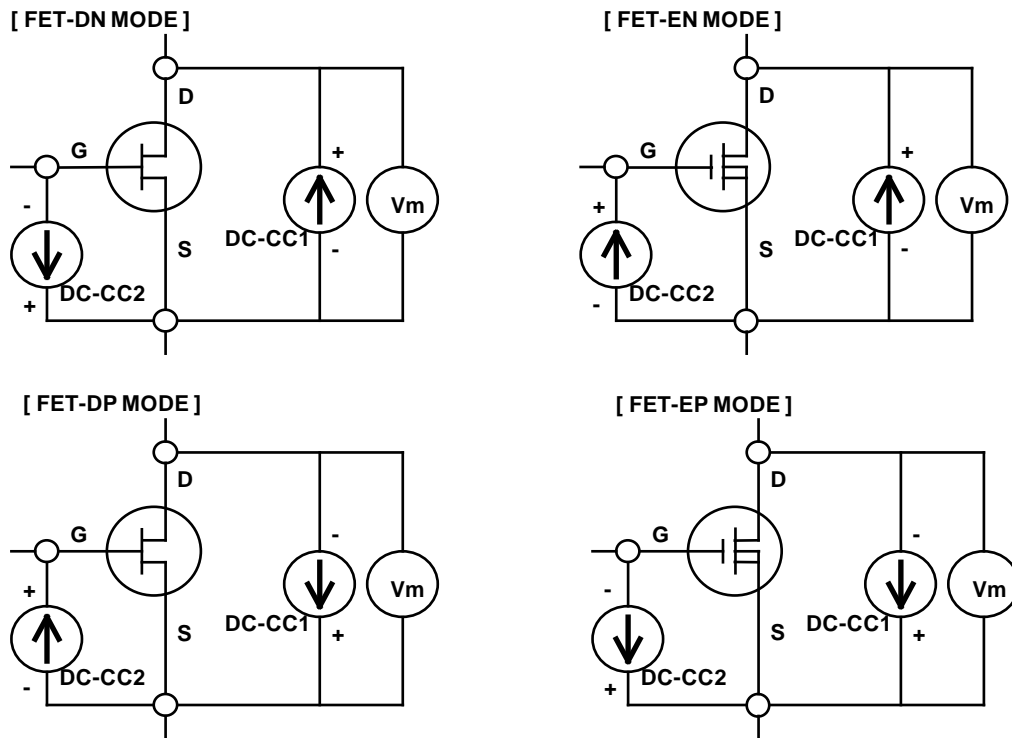 [ FET-DN MODE ]
D
G
+
-
Vm
DC-CC1
S
-
DC-CC2
+
[ FET-EN MODE ]
D
G
+
+
Vm
DC-CC1
S
-
DC-CC2
-
[ FET-DP MODE ]
D
G
-
+
Vm
DC-CC1
S
+
DC-CC2
-
[ FET-EP MODE ]
D
G
-
-
Vm
DC-CC1
S
+
DC-CC2
+